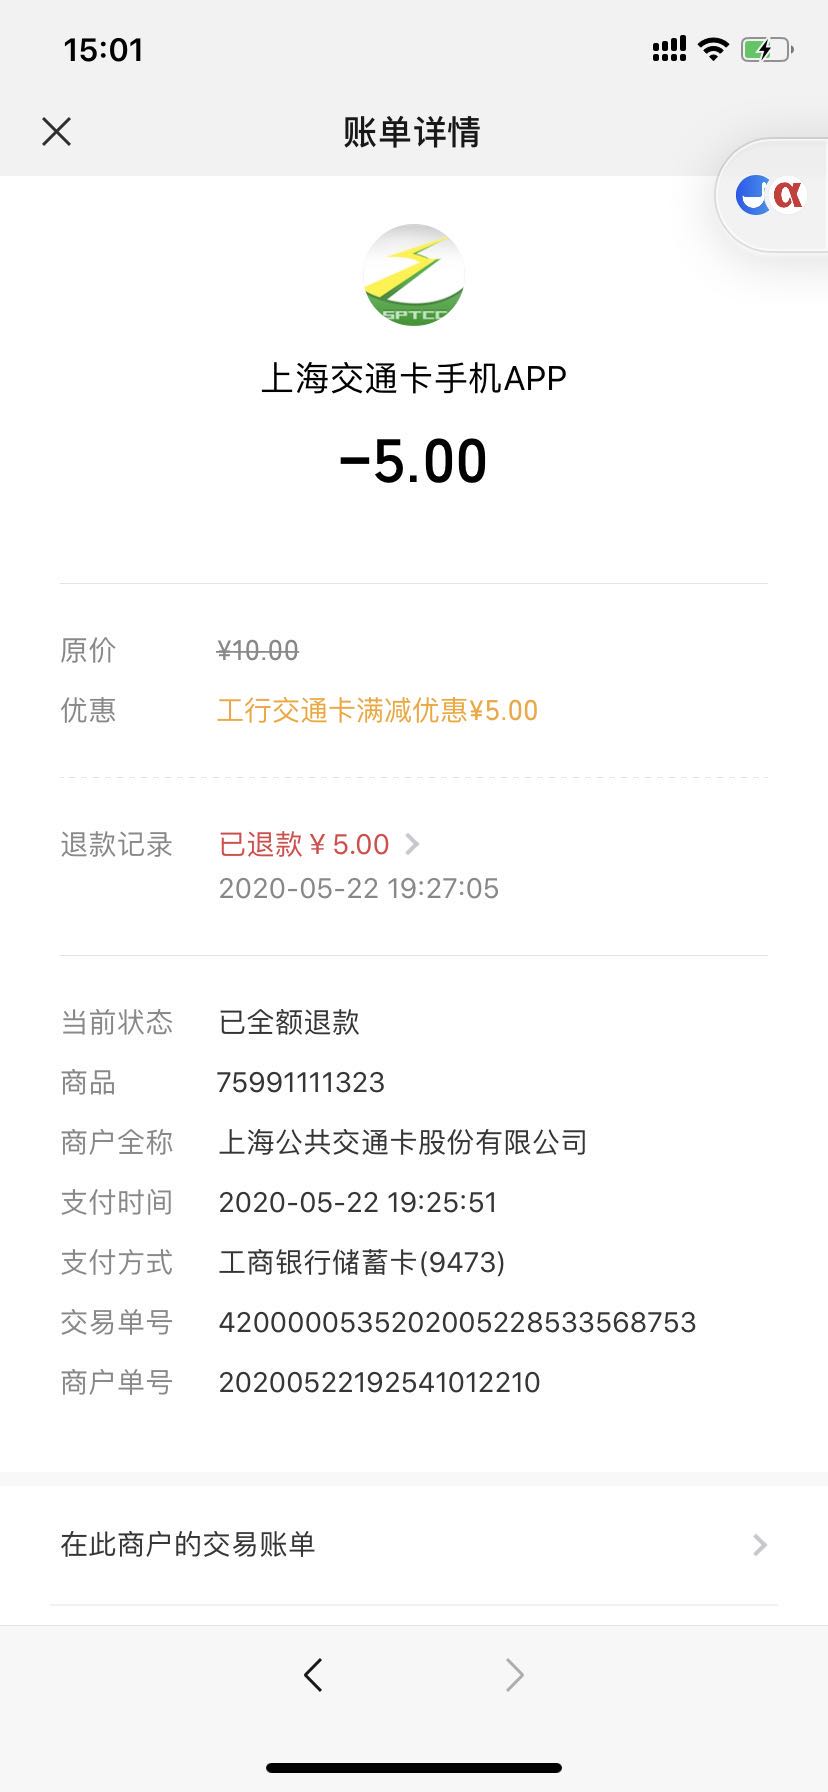 15:01
账单详情
α
SPTCC
上海交通卡手机APP
-5.00
原价 ¥10.00
优惠 工行交通卡满减优惠¥5.00
退款记录 已退款￥5.00
2020-05-22 19:27:05
当前状态 已全额退款
商品 75991111323
商户全称 上海公共交通卡股份有限公司
支付时间 2020-05-22 19:25:51
支付方式 工商银行储蓄卡(9473)
交易单号 4200000535202005228533568753
商户单号 20200522192541012210
在此商户的交易账单